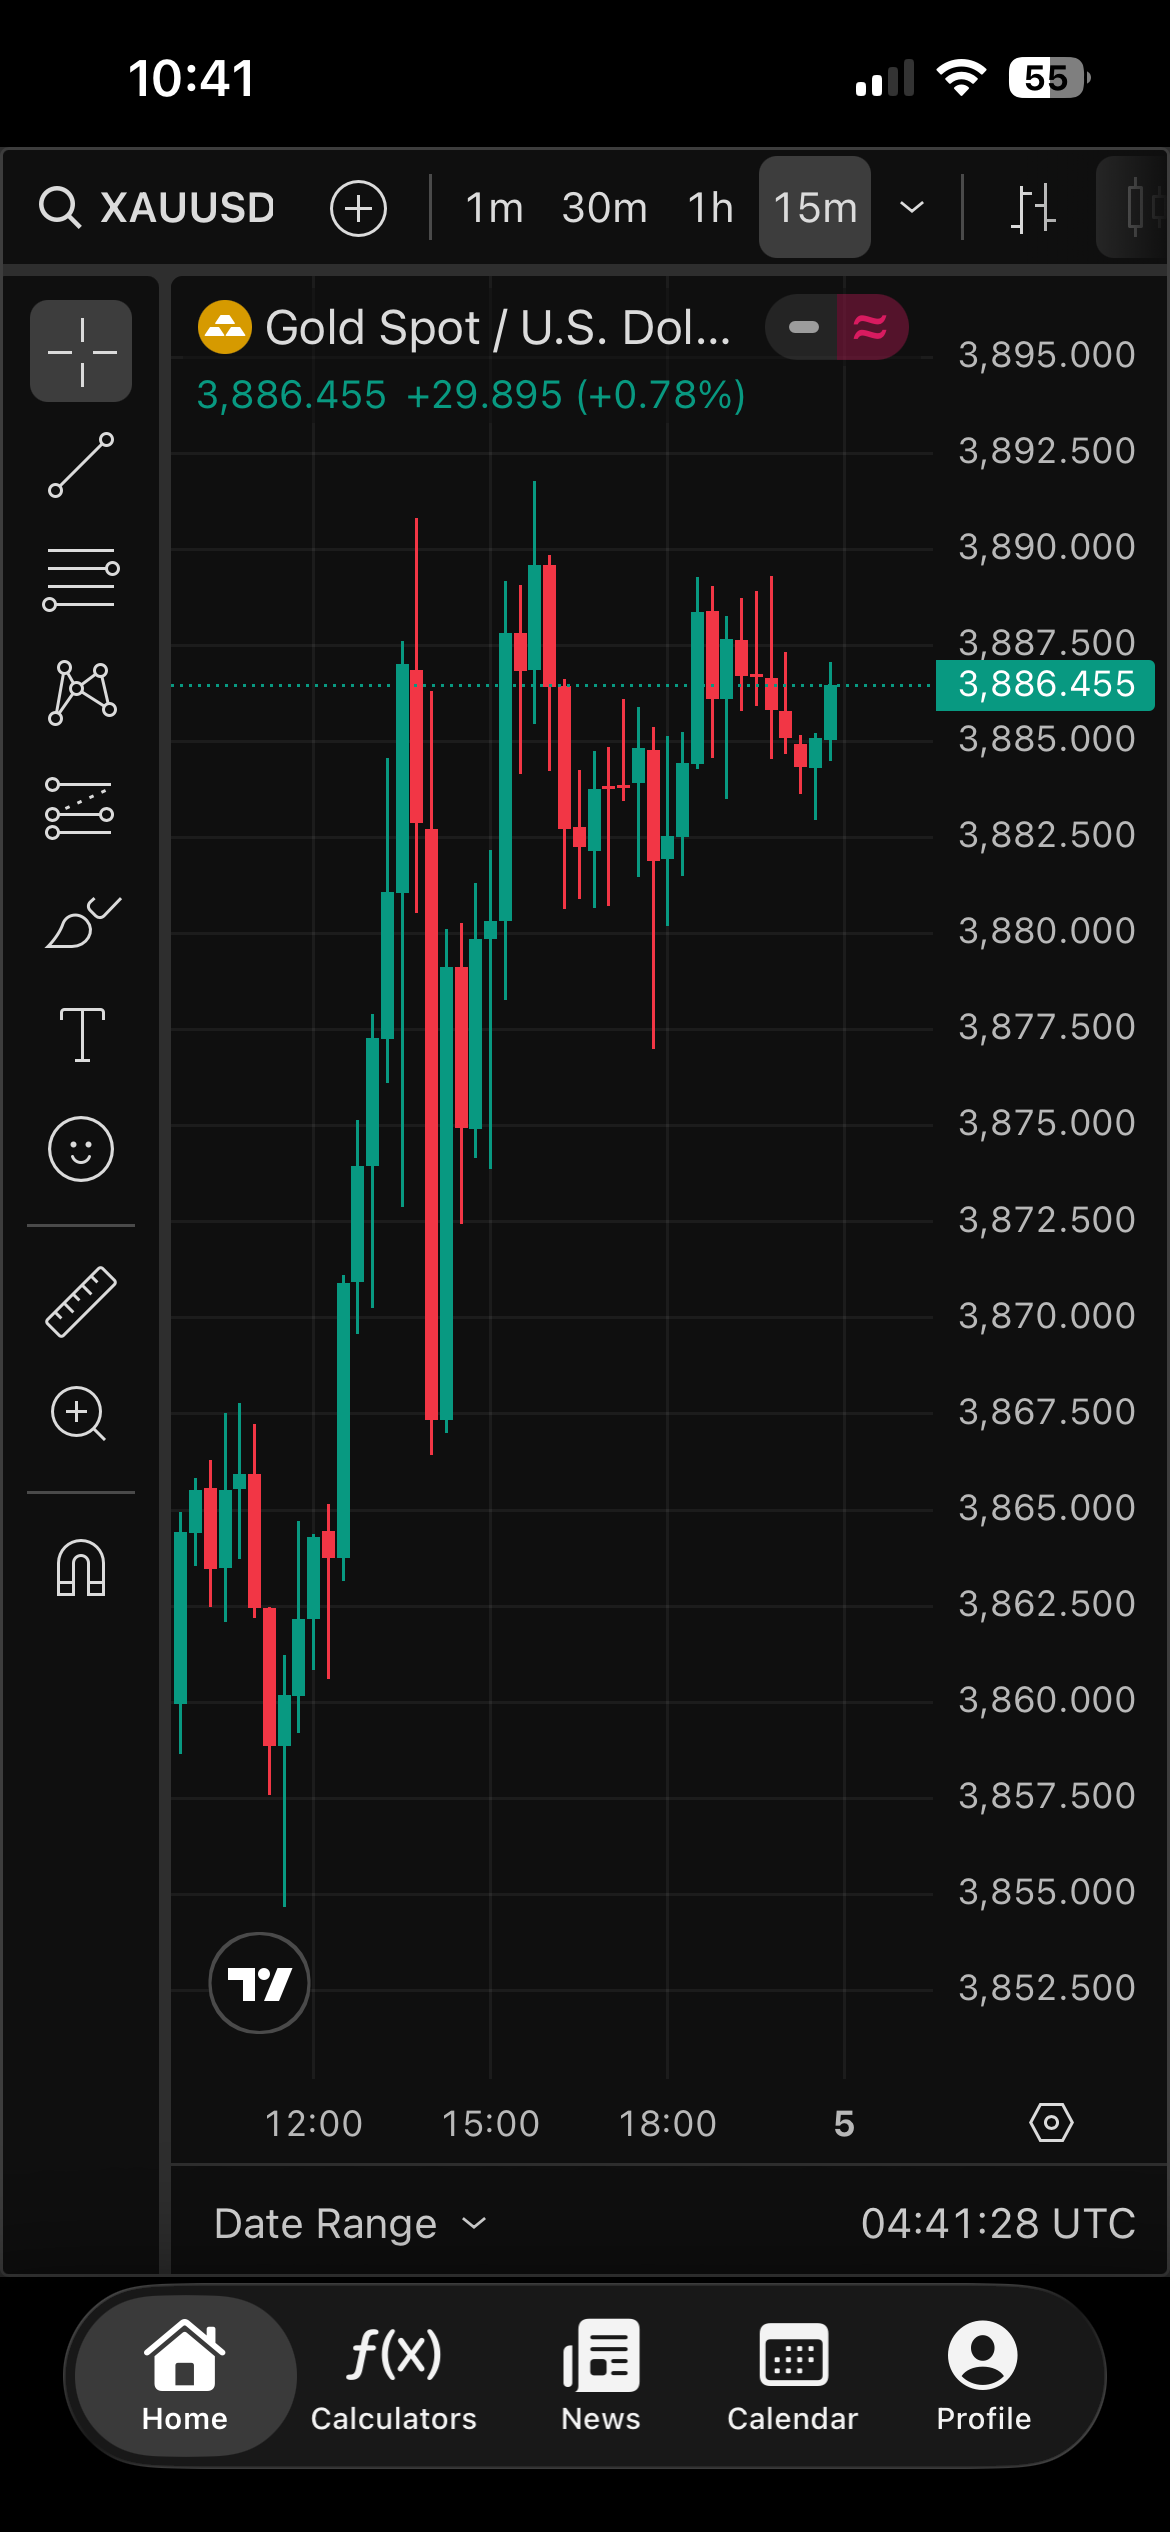 10:41
55
XAUUSD
1m 30m 1h 15m
Gold Spot / U.S. Dol...
3,886.455 +29.895 (+0.78%)
3,895.000
3,892.500
3,890.000
3,887.500
3,886.455
3,885.000
3,882.500
3,880.000
3,877.500
3,875.000
3,872.500
3,870.000
3,867.500
3,865.000
3,862.500
3,860.000
3,857.500
3,855.000
3,852.500
12:00 15:00 18:00 5
Date Range 04:41:28 UTC
f(x)
Home Calculators News Calendar Profile